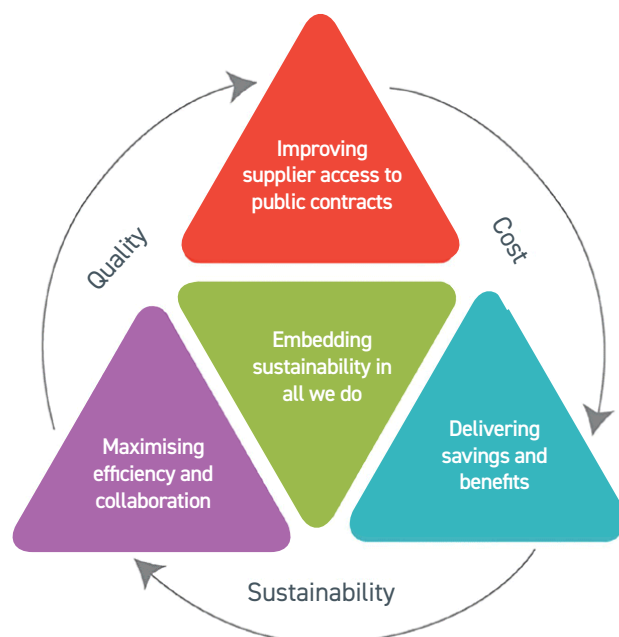 Improving
supplier access to
public contracts
Quality
Cost
Embedding
sustainability in
all we do
Maximising
efficiency and
collaboration
Delivering
savings and
benefits
Sustainability